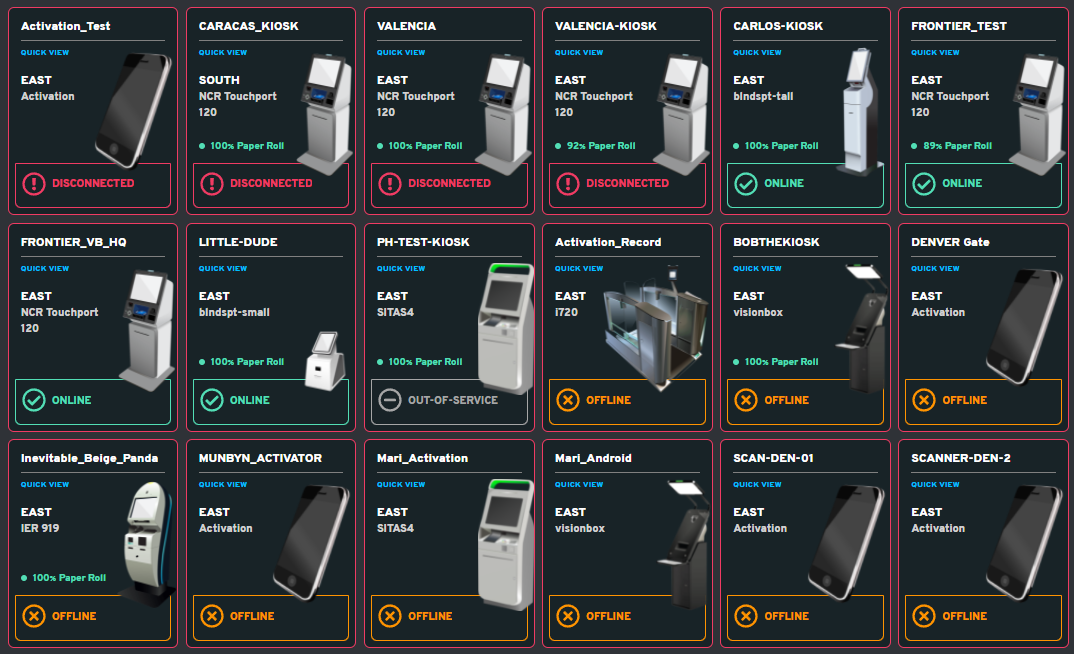 Activation_Test
QUICK VIEW
EAST
Activation
DISCONNECTED
CARACAS_KIOSK
QUICK VIEW
SOUTH
NCR Touchport
120
100% Paper Roll
DISCONNECTED
VALENCIA
QUICK VIEW
EAST
NCR Touchport
120
100% Paper Roll
DISCONNECTED
VALENCIA-KIOSK
QUICK VIEW
EAST
NCR Touchport
120
92% Paper Roll
DISCONNECTED
CARLOS-KIOSK
QUICK VIEW
EAST
blndspt-tall
100% Paper Roll
ONLINE
FRONTIER_TEST
QUICK VIEW
EAST
NCR Touchport
120
89% Paper Roll
ONLINE
FRONTIER_VB_HQ
QUICK VIEW
EAST
NCR Touchport
120
ONLINE
LITTLE-DUDE
QUICK VIEW
EAST
blndspt-small
100% Paper Roll
ONLINE
PH-TEST-KIOSK
QUICK VIEW
EAST
SITAS4
100% Paper Roll
OUT-OF-SERVICE
Activation_Record
QUICK VIEW
EAST
i720
OFFLINE
BOBTHEKIOSK
QUICK VIEW
EAST
visionbox
100% Paper Roll
OFFLINE
DENVER Gate
QUICK VIEW
EAST
Activation
OFFLINE
Inevitable_Beige_Panda
QUICK VIEW
EAST
IER 919
100% Paper Roll
OFFLINE
MUNBYN_ACTIVATOR
QUICK VIEW
EAST
Activation
OFFLINE
Mari_Activation
QUICK VIEW
EAST
SITAS4
OFFLINE
Mari_Android
QUICK VIEW
EAST
visionbox
OFFLINE
SCAN-DEN-01
QUICK VIEW
EAST
Activation
OFFLINE
SCANNER-DEN-2
QUICK VIEW
EAST
Activation
OFFLINE